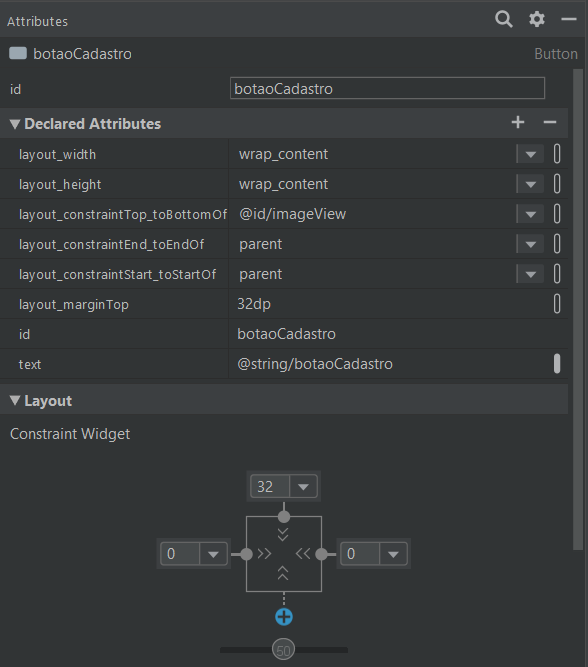 Attributes
botaoCadastro Button
id botaoCadastro
Declared Attributes
layout_width wrap_content
layout_height wrap_content
layout_constraintTop_toBottomOf @id/imageView
layout_constraintEnd_toEndOf parent
layout_constraintStart_toStartOf parent
layout_marginTop 32dp
id botaoCadastro
text @string/botaoCadastro
Layout
Constraint Widget
32
0 0
60